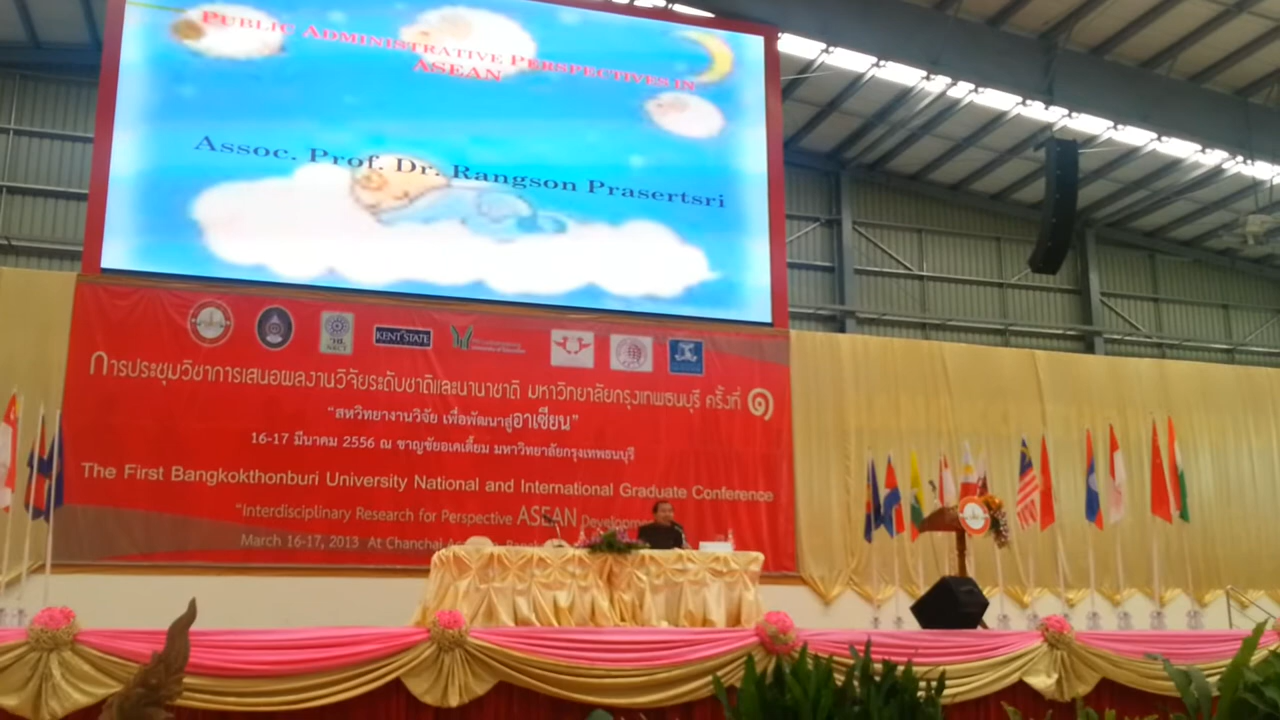 PUBLIC ADMINISTRATIVE PERSPECTIVES IN
ASEAN
Assoc. Prof. Dr. Rangson Prasertsri
KENT STATE
การประชุมวิชาการเสนอผลงานวิจัยระดับชาติและนานาชาติ มหาวิทยาลัยกรุงเทพธนบุรี ครั้งที่ ๑
“สหวิทยางานวิจัย เพื่อพัฒนาสู่อาเซียน”
16-17 มีนาคม 2556 ณ ชาญชัยอคเดี้ยม มหาวิทยาลัยกรุงเทพธนบุรี
The First Bangkokthonburi University National and International Graduate Conference
“Interdisciplinary Research for Perspective ASEAN
March 16-17, 2013 At Chanchai